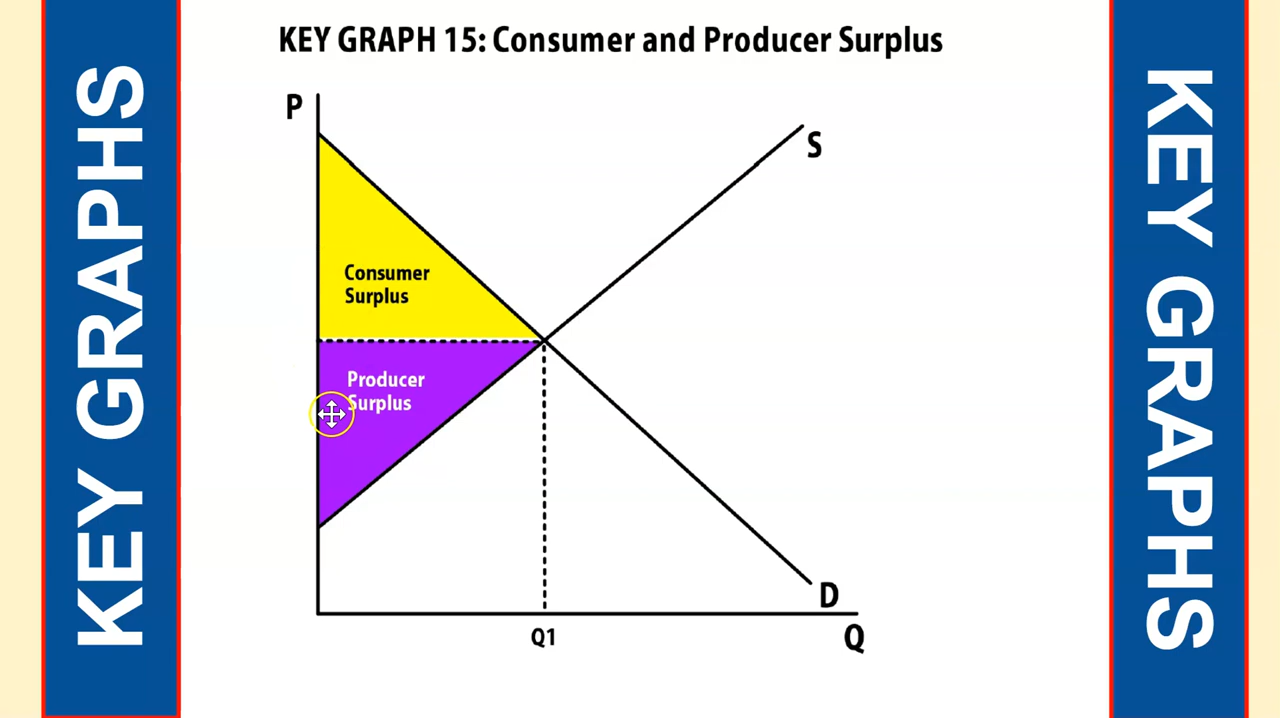 KEY GRAPHS
KEY GRAPH 15: Consumer and Producer Surplus
P
S
Consumer
Surplus
Producer
Surplus
D
Q1
Q
KEY GRAPHS